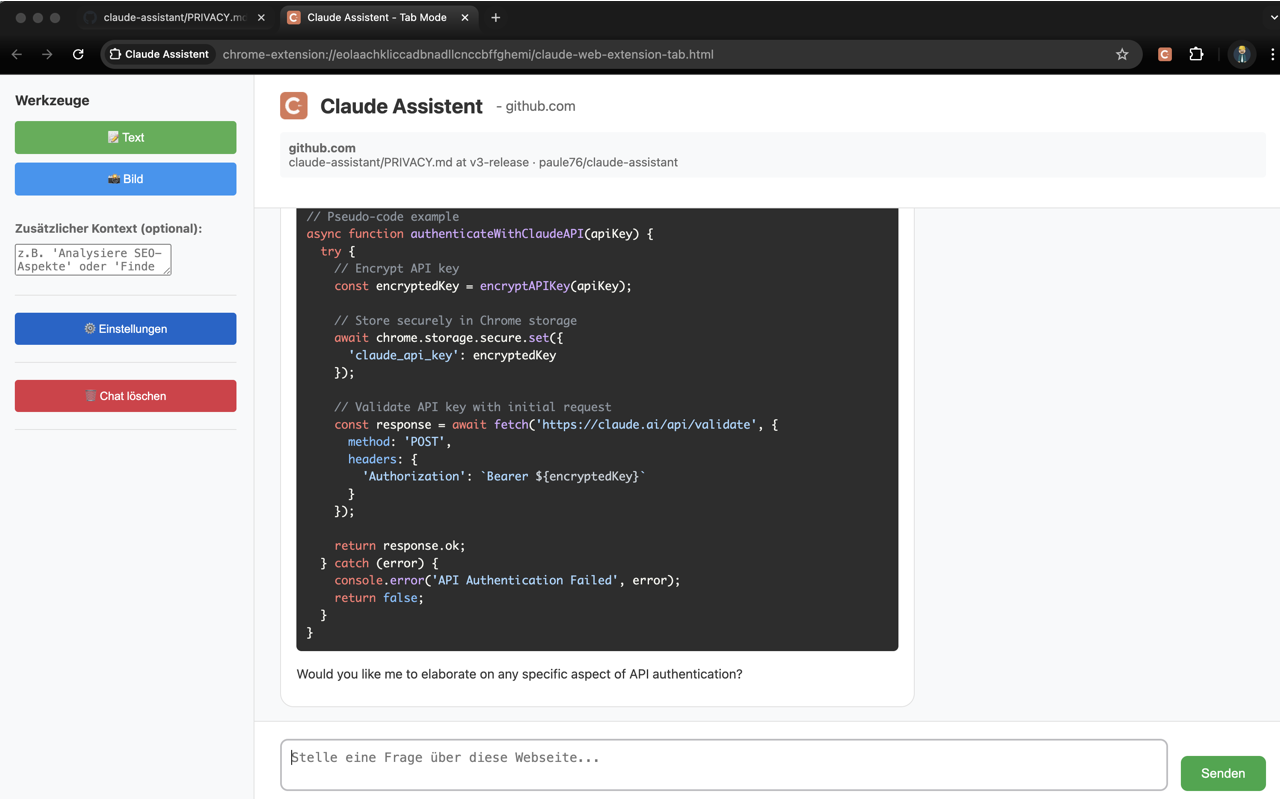 claude-assistant/PRIVACY.md
Claude Assistent - Tab Mode
Claude Assistent
chrome-extension://eolaachkliccadbnadllcnccbffghemi/claude-web-extension-tab.html
Werkzeuge
Text
Bild
Zusätzlicher Kontext (optional):
z.B. 'Analysiere SEO-
Aspekte' oder 'Finde
Einstellungen
Chat löschen
C
Claude Assistent - github.com
github.com
claude-assistant/PRIVACY.md at v3-release · paule76/claude-assistant
// Pseudo-code example
async function authenticateWithClaudeAPI(apiKey) {
  try {
    // Encrypt API key
    const encryptedKey = encryptAPIKey(apiKey);

    // Store securely in Chrome storage
    await chrome.storage.secure.set({
      'claude_api_key': encryptedKey
    });

    // Validate API key with initial request
    const response = await fetch('https://claude.ai/api/validate', {
      method: 'POST',
      headers: {
        'Authorization': `Bearer ${encryptedKey}`
      }
    });

    return response.ok;
  } catch (error) {
    console.error('API Authentication Failed', error);
    return false;
  }
}
Would you like me to elaborate on any specific aspect of API authentication?
Stelle eine Frage über diese Webseite...
Senden